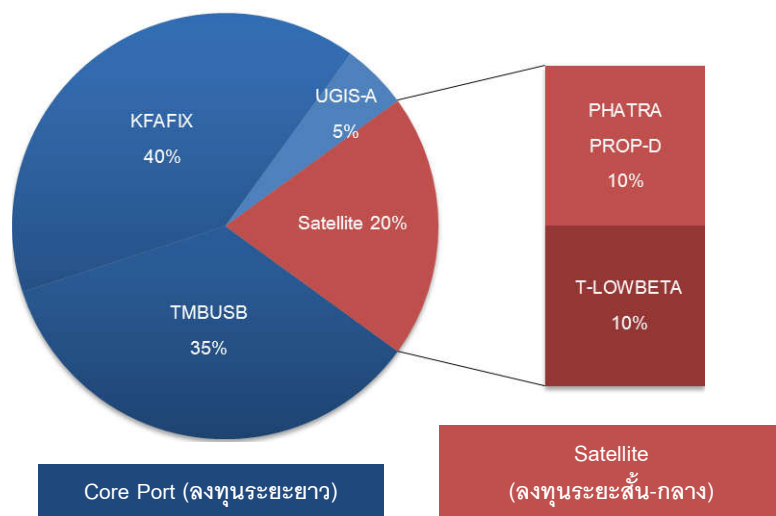 KFAFIX
40%
UGIS-A
5%
Satellite 20%
TMBUSB
35%
PHATRA
PROP-D
10%
T-LOWBETA
10%
Core Port (ลงทุนระยะยาว)
Satellite
(ลงทุนระยะสั้น-กลาง)